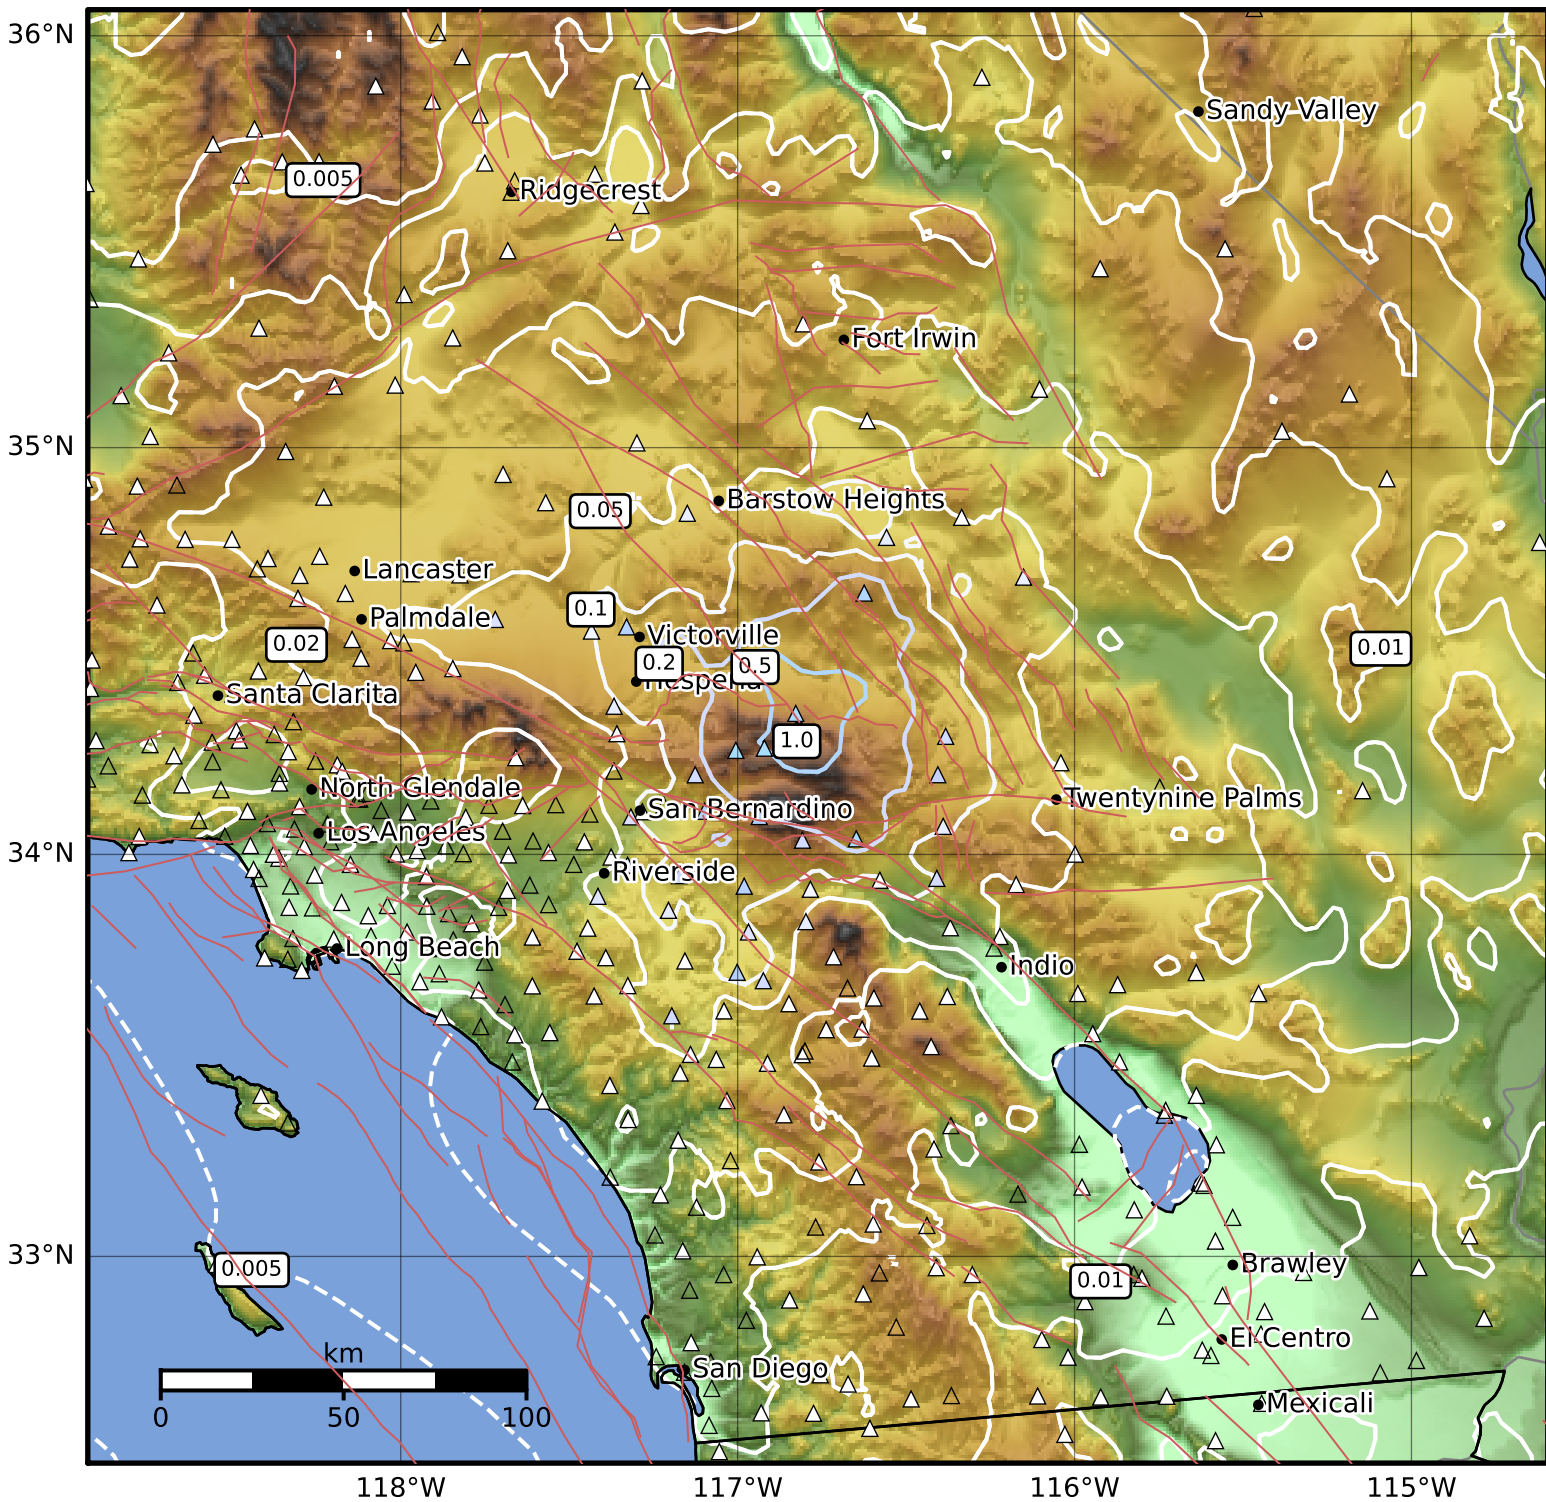 36°N
Sandy Valley
0.005
Ridgecrest
Fort Irwin
35°N
Barstow Heights
0.05
Lancaster
0.1
Palmdale
Victorville
0.02
0.2
0.5
0.01
Hesperia
Santa Clarita
1.0
North Glendale
Twentynine Palms
San Bernardino
Los Angeles
34°N
Riverside
Long Beach
Indio
33°N
0.005
Brawley
0.01
El Centro
km
San Diego
Mexicali
0 50 100
118°W 117°W 116°W 115°W